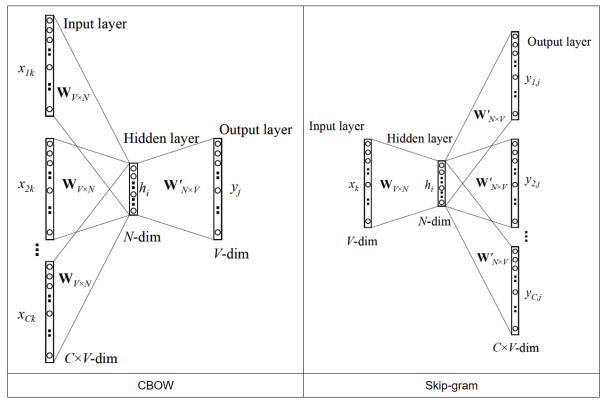 Input layer
x1k
WV×N
Hidden layer
Output layer
x2k
WV×N
hi
W'N×V
yj
N-dim
V-dim
WV×N
xCk
C×V-dim
CBOW
Output layer
y1,j
W'N×V
Input layer
Hidden layer
xk
WV×N
hi
W'N×V
y2,j
N-dim
V-dim
W'N×V
yC,j
C×V-dim
Skip-gram